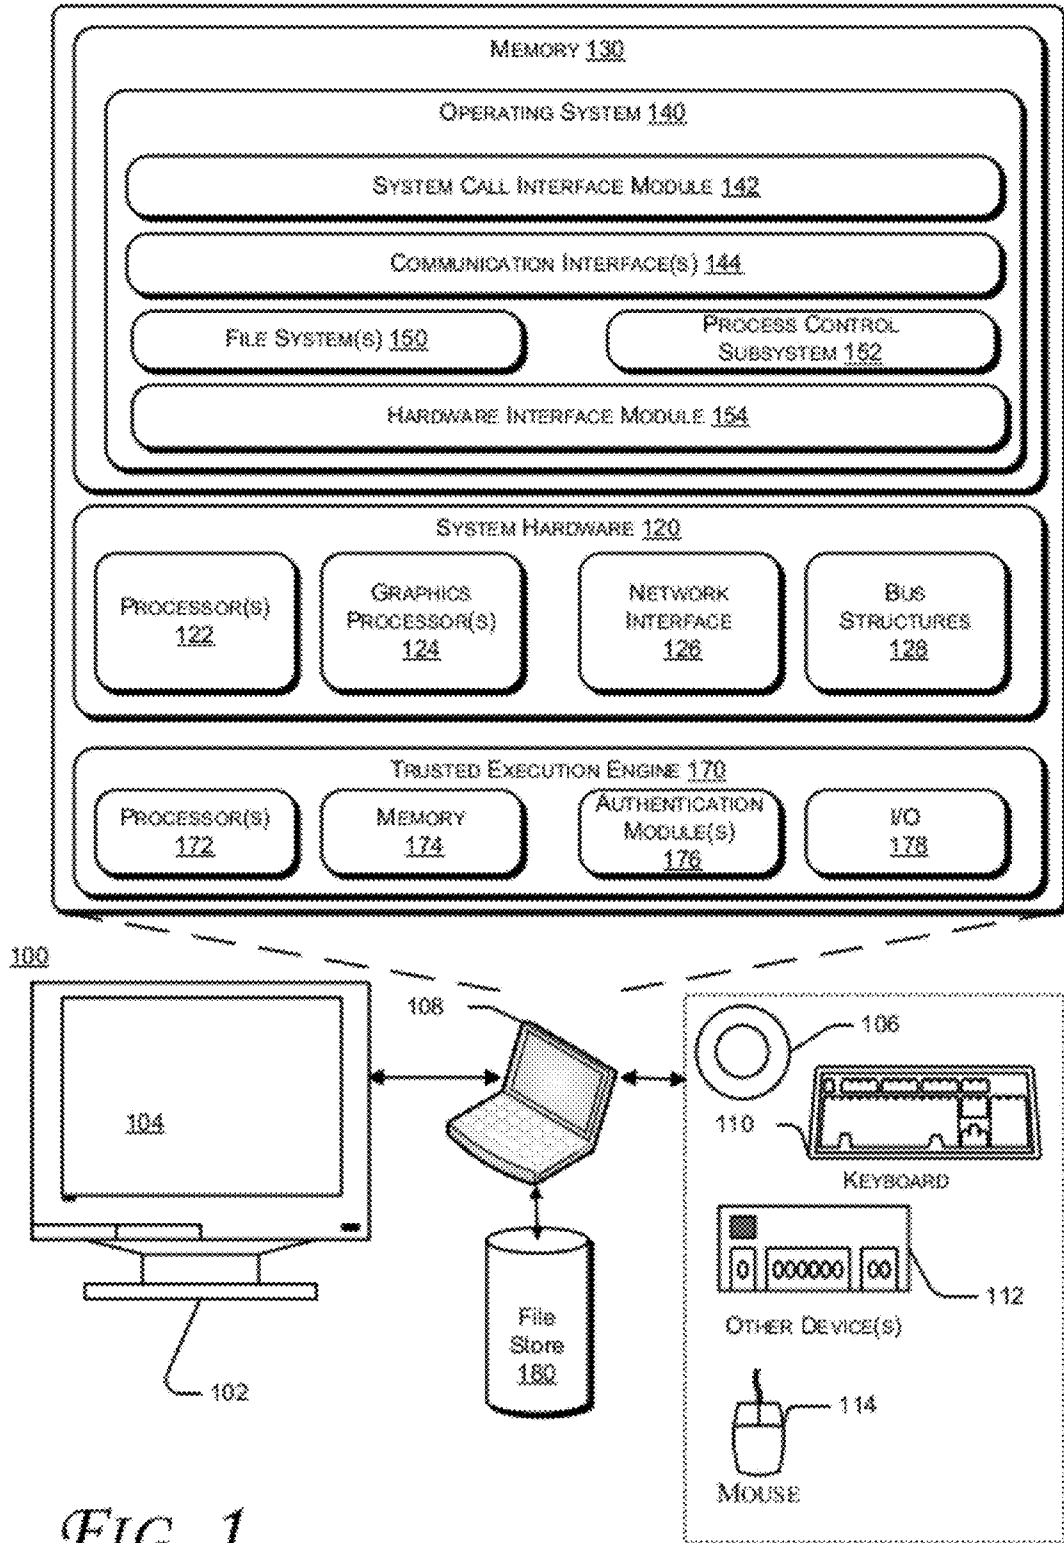 MEMORY 130
OPERATING SYSTEM 140
SYSTEM CALL INTERFACE MODULE 142
COMMUNICATION INTERFACE(S) 144
FILE SYSTEM(S) 150
PROCESS CONTROL
SUBSYSTEM 152
HARDWARE INTERFACE MODULE 154
SYSTEM HARDWARE 120
PROCESSOR(S)
122
GRAPHICS
PROCESSOR(S)
124
NETWORK
INTERFACE
126
BUS
STRUCTURES
128
TRUSTED EXECUTION ENGINE 170
PROCESSOR(S)
172
MEMORY
174
AUTHENTICATION
MODULE(S)
176
I/O
178
100
108
106
104
110
KEYBOARD
0 000000 00
112
OTHER DEVICE(S)
File
Store
180
102
114
MOUSE
FIG. 1